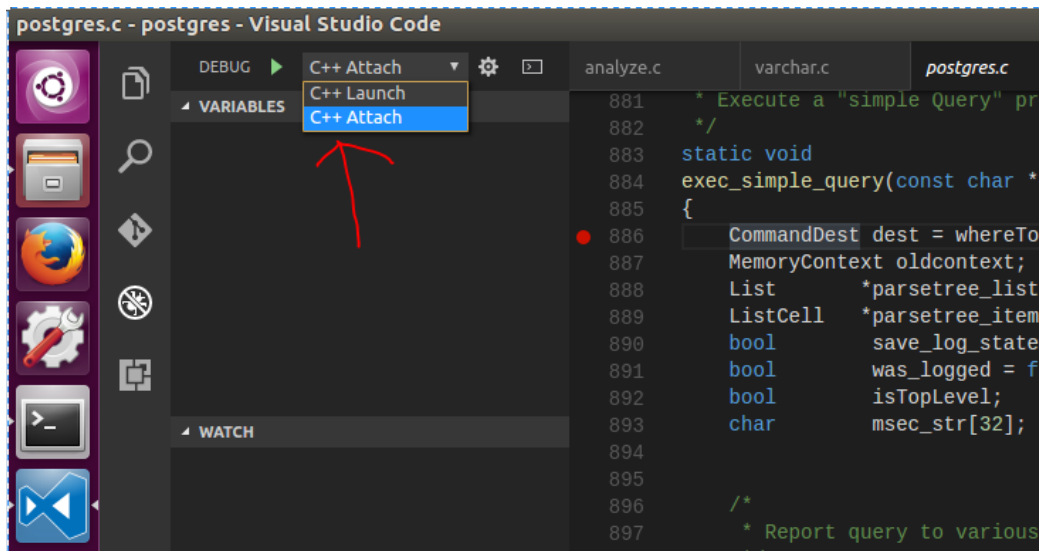 postgres.c - postgres - Visual Studio Code
DEBUG C++ Attach
C++ Launch
C++ Attach
VARIABLES
WATCH
analyze.c varchar.c postgres.c
881 * Execute a "simple Query" pr
882 */
883 static void
884 exec_simple_query(const char *
885 {
886 CommandDest dest = whereTo
887 MemoryContext oldcontext;
888 List *parsetree_list
889 ListCell *parsetree_item
890 bool save_log_state
891 bool was_logged = f
892 bool isTopLevel;
893 char msec_str[32];
894
895
896 /*
897 * Report query to various